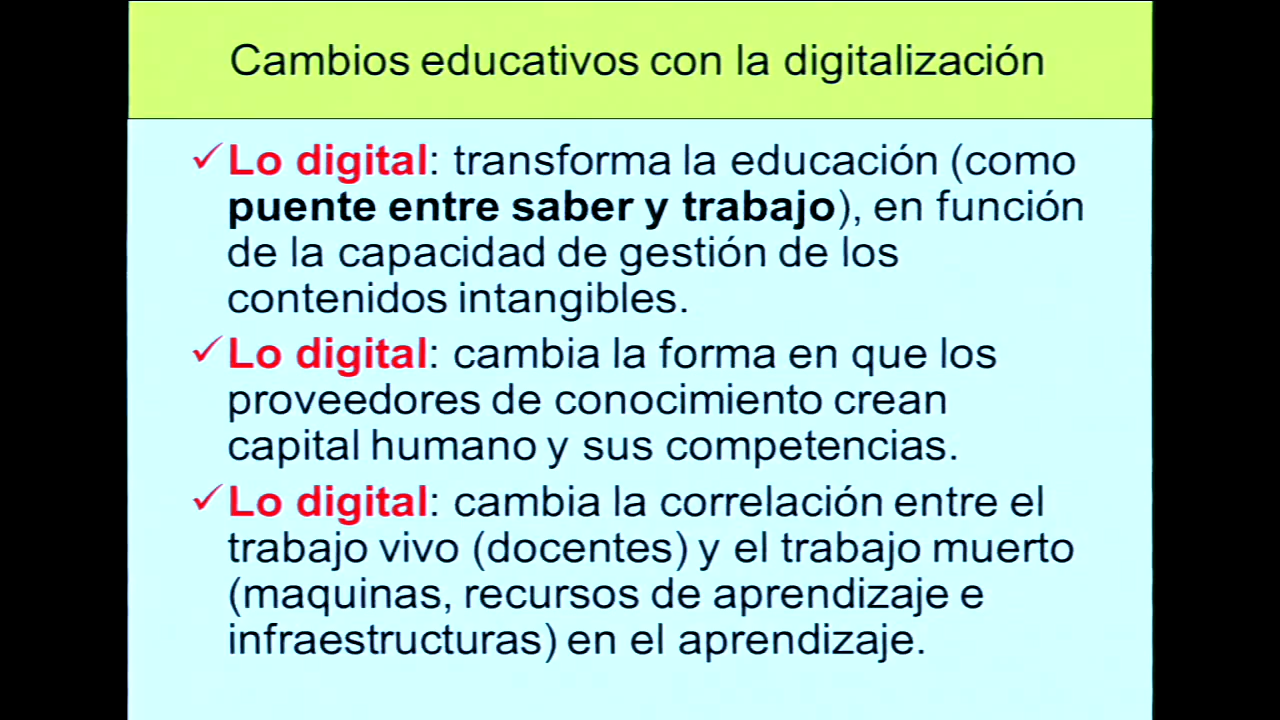 Cambios educativos con la digitalización
✓Lo digital: transforma la educación (como
puente entre saber y trabajo), en función
de la capacidad de gestión de los
contenidos intangibles.
✓Lo digital: cambia la forma en que los
proveedores de conocimiento crean
capital humano y sus competencias.
✓Lo digital: cambia la correlación entre el
trabajo vivo (docentes) y el trabajo muerto
(maquinas, recursos de aprendizaje e
infraestructuras) en el aprendizaje.